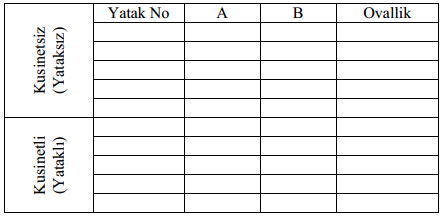 Yatak No A B Ovallik
Kusinetsiz
(Yataksız)
Kusinetli
(Yataklı)